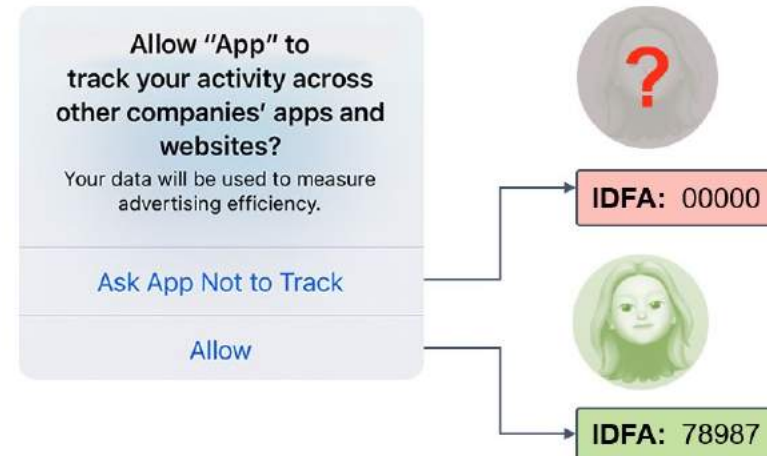 Allow “App” to
track your activity across
other companies’ apps and
websites?
Your data will be used to measure
advertising efficiency.
Ask App Not to Track
Allow
?
IDFA: 00000
IDFA: 78987